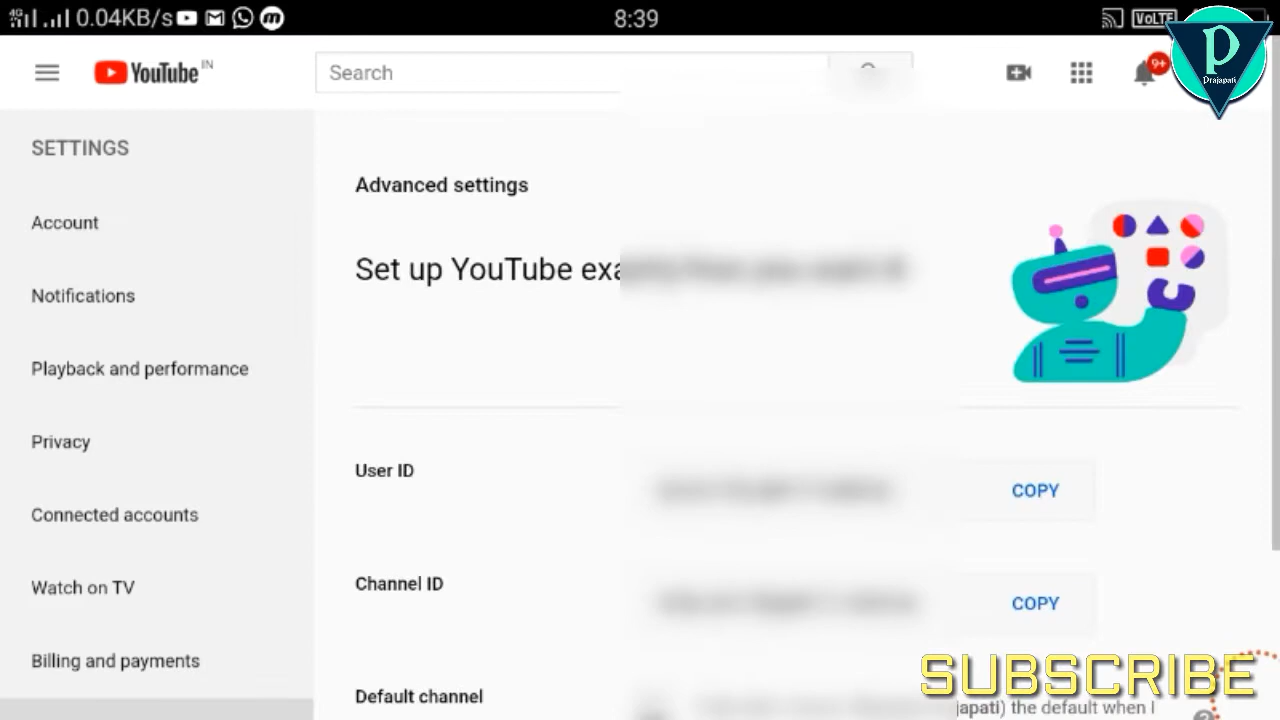 4G 0.04KB/s 8:39 VoLTE
YouTube IN
Search
9+
P
Prajapati
SETTINGS
Account
Notifications
Playback and performance
Privacy
Connected accounts
Watch on TV
Billing and payments
Advanced settings
Set up YouTube exa
User ID
COPY
Channel ID
COPY
Default channel
japati) the default when I
SUBSCRIBE